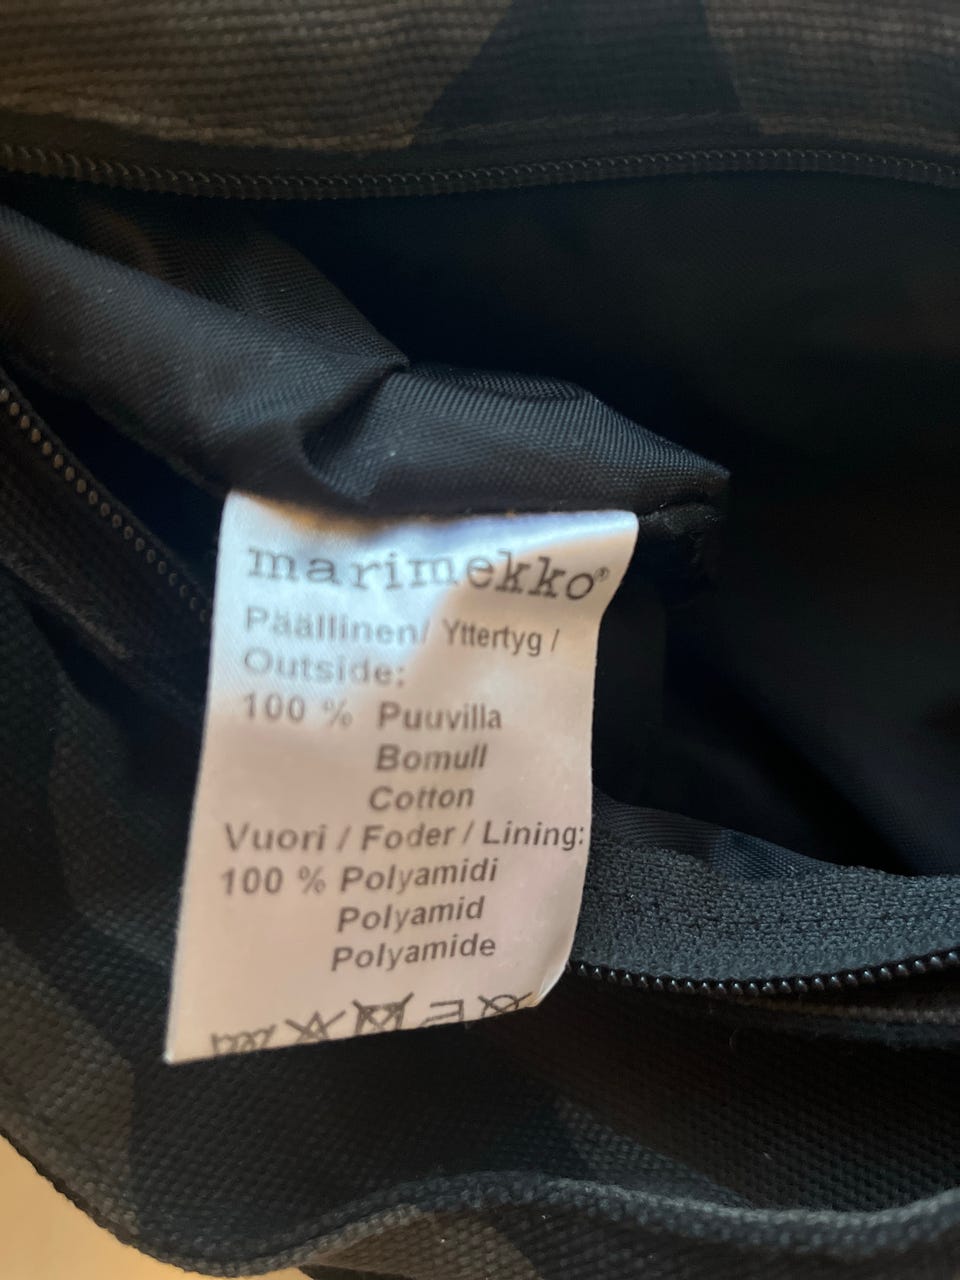 marimekko®
Päällinen/ Yttertyg /
Outside:
100 % Puuvilla
Bomull
Cotton
Vuori / Foder / Lining:
100 % Polyamidi
Polyamid
Polyamide